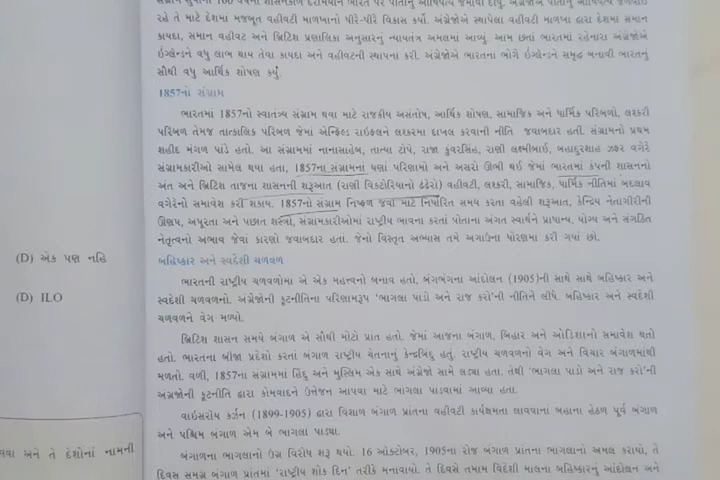 રહે તે માટે દેશમાં મજબૂત વહીવટી માળખાનો ધીરે-ધીરે વિકાસ કર્યો. અંગ્રેજોએ સ્થાપેલા વહીવટી માળખા દ્વારા દેશમાં સમાન
કાયદા, સમાન વહીવટ અને બ્રિટિશ પ્રણાલિકા અનુસારનું ન્યાયતંત્ર અમલમાં આવ્યું. આમ છતાં ભારતમાં રહેનારા અંગ્રેજોએ
ઇંગ્લૅન્ડને વધુ લાભ થાય તેવા કાયદા અને વહીવટની સ્થાપના કરી. અંગ્રેજોએ ભારતના ભોગે ઇંગ્લૅન્ડને સમૃદ્ધ બનાવી ભારતનું
સૌથી વધુ આર્થિક શોષણ કર્યું.
1857નો સંગ્રામ
ભારતમાં 1857નો સ્વાતંત્ર્ય સંગ્રામ થવા માટે રાજકીય અસંતોષ, આર્થિક શોષણ, સામાજિક અને ધાર્મિક પરિબળો, લશ્કરી
પરિબળ તેમજ તાત્કાલિક પરિબળ જેમાં એન્ફિલ્ડ રાઇફલને લશ્કરમાં દાખલ કરવાની નીતિ જવાબદાર હતી. સંગ્રામનો પ્રથમ
શહીદ મંગળ પાંડે હતો. આ સંગ્રામમાં નાનાસાહેબ, તાત્યા ટોપે, રાજા કુંવરસિંહ, રાણી લક્ષ્મીબાઈ, બહાદુરશાહ ઝફર વગેરે
સંગ્રામકારીઓ સામેલ થયા હતા, 1857ના સંગ્રામનાં ઘણાં પરિણામો અને અસરો ઊભી થઈ જેમાં ભારતમાં કંપની શાસનનો
અંત અને બ્રિટિશ તાજના શાસનની શરૂઆત (રાણી વિક્ટોરિયાનો ઢંઢેરો) વહીવટી, લશ્કરી, સામાજિક, ધાર્મિક નીતિમાં બદલાવ
વગેરેનો સમાવેશ કરી શકાય. 1857નો સંગ્રામ નિષ્ફળ જવા માટે નિર્ધારિત સમય કરતા વહેલી શરૂઆત, કેન્દ્રિય નેતાગીરીની
ઊણપ, અપૂરતા અને પછાત શસ્ત્રો, સંગ્રામકારીઓમાં રાષ્ટ્રીય ભાવના કરતાં પોતાના અંગત સ્વાર્થને પ્રાધાન્ય, યોગ્ય અને સંગઠિત
નેતૃત્વનો અભાવ જેવાં કારણો જવાબદાર હતા. જેનો વિસ્તૃત અભ્યાસ તમે અગાઉના ધોરણમાં કરી ગયાં છો.
બહિષ્કાર અને સ્વદેશી ચળવળ
(D) એક પણ નહિ
ભારતની રાષ્ટ્રીય ચળવળોમાં એ એક મહત્ત્વનો બનાવ હતો. બંગભંગના આંદોલન (1905)ની સાથે સાથે બહિષ્કાર અને
(D) ILO
સ્વદેશી ચળવળનો. અંગ્રેજોની કૂટનીતિના પરિણામરૂપ 'ભાગલા પાડો અને રાજ કરો'ની નીતિને લીધે બહિષ્કાર અને સ્વદેશી
ચળવળને વેગ મળ્યો.
બ્રિટિશ શાસન સમયે બંગાળ એ સૌથી મોટો પ્રાંત હતો. જેમાં આજના બંગાળ, બિહાર અને ઓડિશાનો સમાવેશ થતો
હતો. ભારતના બીજા પ્રદેશો કરતાં બંગાળ રાષ્ટ્રીય ચેતનાનું કેન્દ્રબિંદુ હતું. રાષ્ટ્રીય ચળવળનો વેગ અને વિચાર બંગાળમાંથી
મળતો. વળી, 1857ના સંગ્રામમાં હિંદુ અને મુસ્લિમ એક સાથે અંગ્રેજો સામે લડ્યા હતા. તેથી 'ભાગલા પાડો અને રાજ કરો'ની
અંગ્રેજોની કૂટનીતિ દ્વારા કોમવાદને ઉત્તેજન આપવા માટે ભાગલા પાડવામાં આવ્યા હતા.
વાઇસરોય કર્ઝન (1899-1905) દ્વારા વિશાળ બંગાળ પ્રાંતના વહીવટી કાર્યક્ષમતા લાવવાનાં બહાના હેઠળ પૂર્વ બંગાળ
અને પશ્ચિમ બંગાળ એમ બે ભાગલા પાડ્યા.
બંગાળના ભાગલાનો ઉગ્ર વિરોધ શરૂ થયો. 16 ઑક્ટોબર, 1905ના રોજ બંગાળ પ્રાંતના ભાગલાનો અમલ કરાયો, તે
અને તે દેશોનાં નામની
દિવસ સમગ્ર બંગાળ પ્રાંતમાં 'રાષ્ટ્રીય શોક દિન' તરીકે મનાવાયો. તે દિવસે તમામ વિદેશી માલના બહિષ્કારનું આંદોલન અને